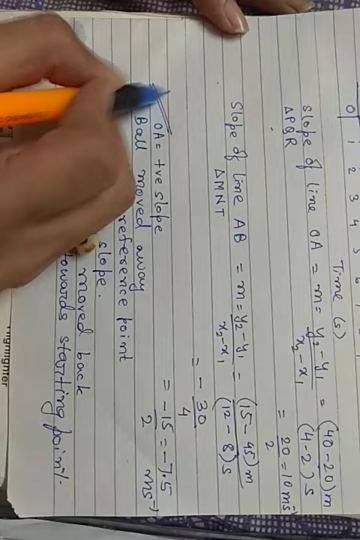 0 1 2 3 4 5
Time (s)
Slope of line OA = m = y₂-y₁ / x₂-x₁ = (40-20)m / (4-2)s
ΔPQR
= 20 / 2 = 10 ms⁻¹
Slope of line AB = m = y₂-y₁ / x₂-x₁ = (15-45)m / (12-8)s
ΔMNT
= - 30 / 4
= -15 / 2 = -7.5 ms⁻¹
OA = +ve slope
Ball moved away
reference point
slope.
moved back
towards starting point/-
Highlighter